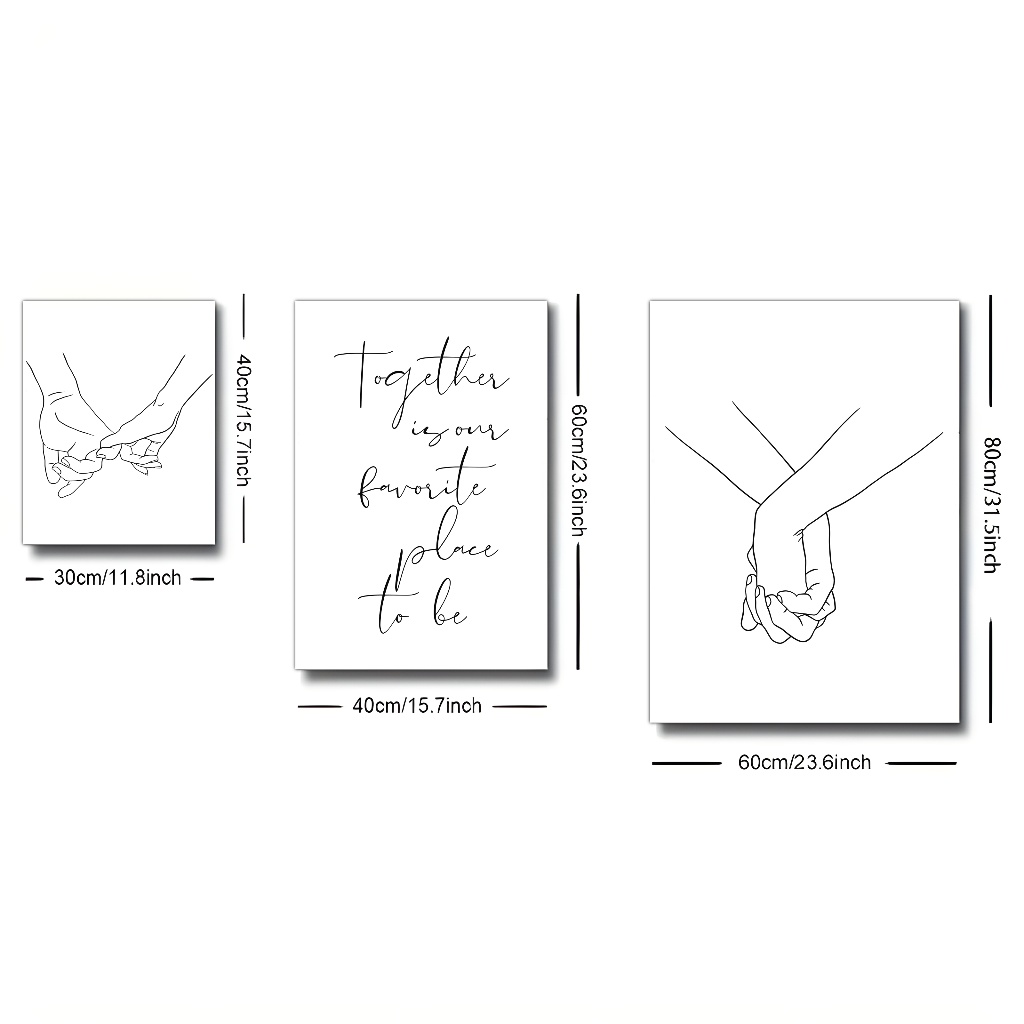 40cm/15.7inch
30cm/11.8inch
Together
is our
favorite
place
to be
60cm/23.6inch
40cm/15.7inch
80cm/31.5inch
60cm/23.6inch